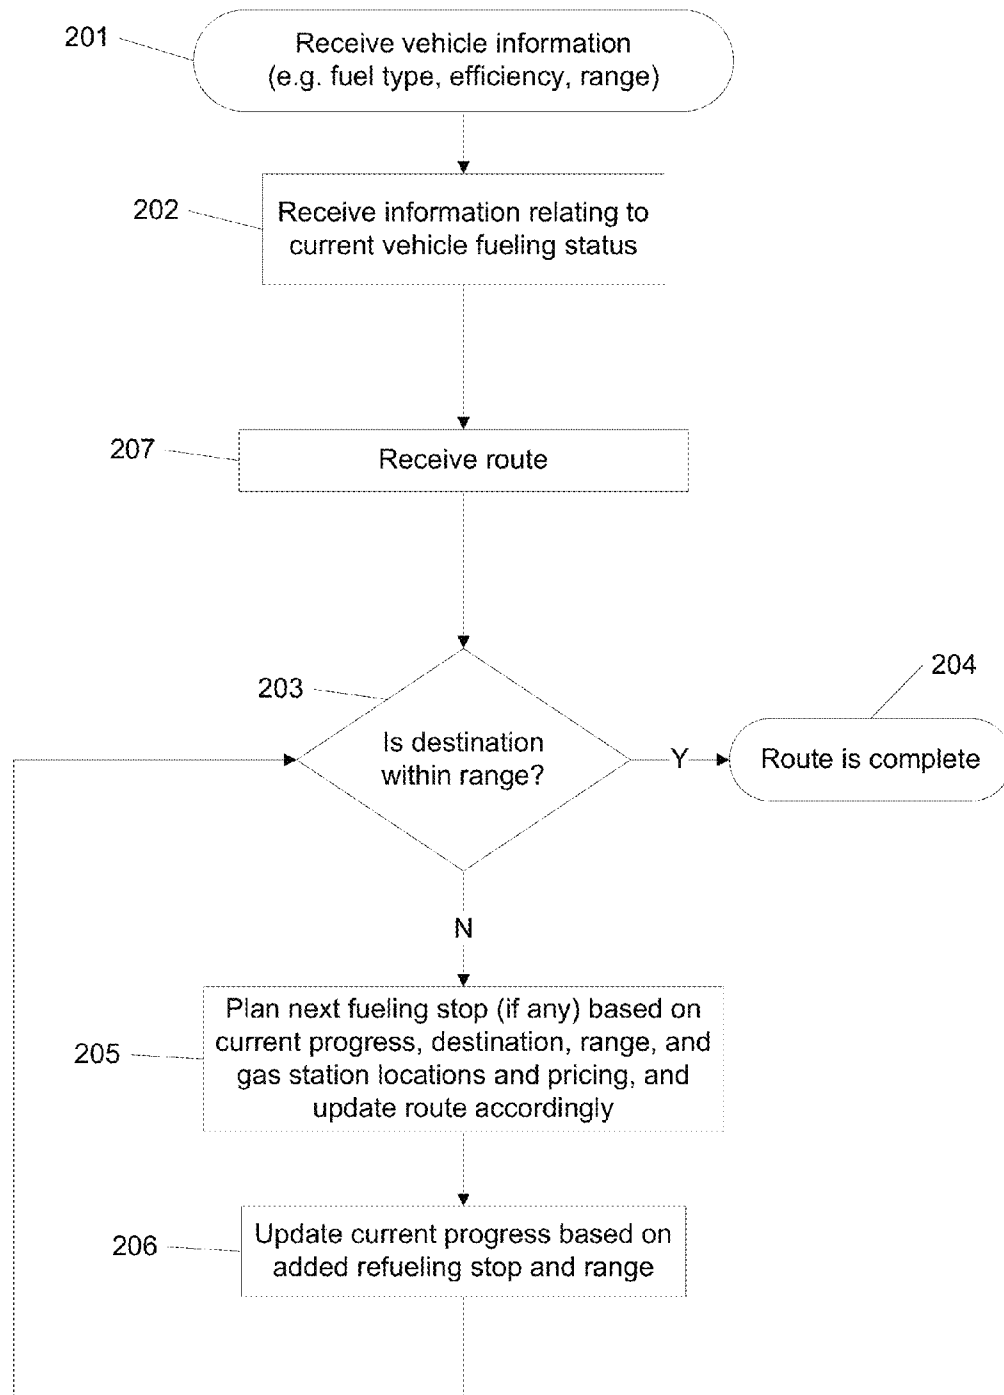 201
Receive vehicle information
(e.g. fuel type, efficiency, range)
202
Receive information relating to
current vehicle fueling status
207
Receive route
203
Is destination
within range?
Y
204
Route is complete
N
205
Plan next fueling stop (if any) based on
current progress, destination, range, and
gas station locations and pricing, and
update route accordingly
206
Update current progress based on
added refueling stop and range